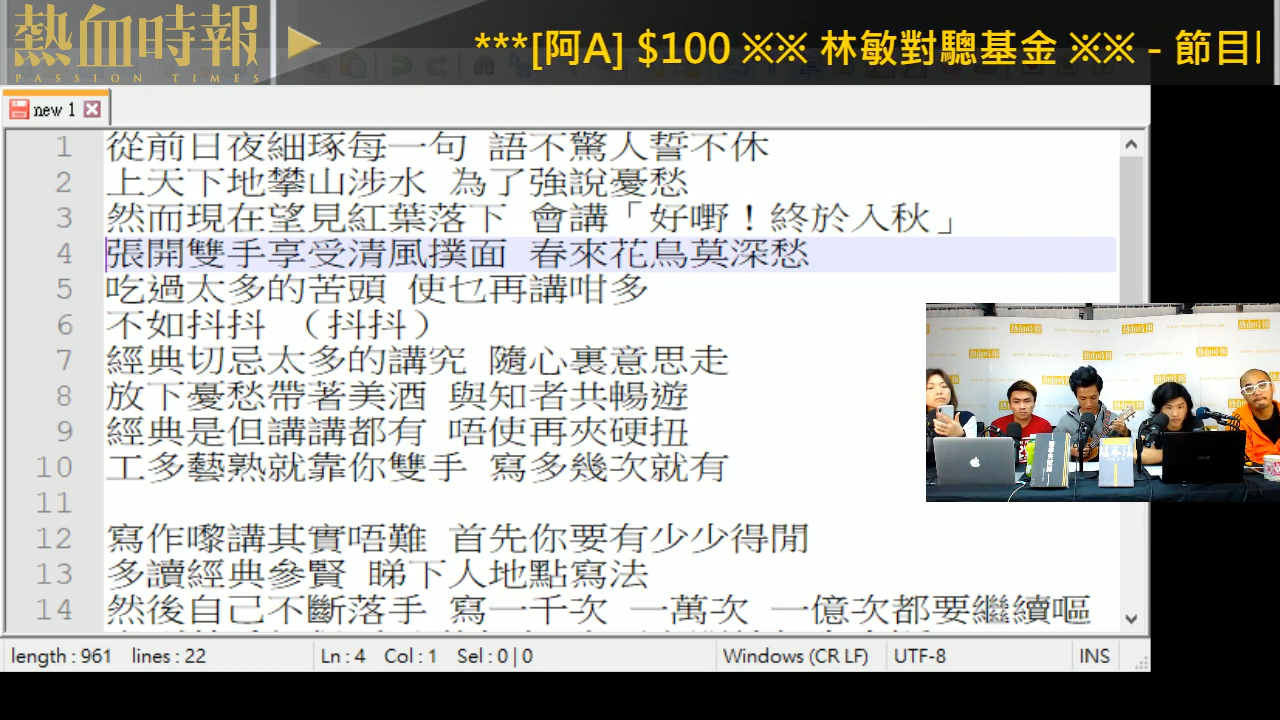 熱血時報
PASSION TIMES
***[阿A] $100 ※※ 林敏對驄基金 ※※ - 節目
new 1
1 從前日夜細琢每一句 語不驚人誓不休
2 上天下地攀山涉水 為了強說憂愁
3 然而現在望見紅葉落下 會講「好嘢！終於入秋」
4 張開雙手享受清風撲面 春來花鳥莫深愁
5 吃過太多的苦頭 使乜再講咁多
6 不如抖抖 （抖抖）
7 經典切忌太多的講究 隨心裏意思走
8 放下憂愁帶著美酒 與知者共暢遊
9 經典是但講講都有 唔使再夾硬扭
10 工多藝熟就靠你雙手 寫多幾次就有
11
12 寫作嚟講其實唔難 首先你要有少少得閒
13 多讀經典參賢 睇下人地點寫法
14 然後自己不斷落手 寫一千次 一萬次 一億次都要繼續嘔
length : 961 lines : 22 Ln : 4 Col : 1 Sel : 0 | 0 Windows (CR LF) UTF-8 INS